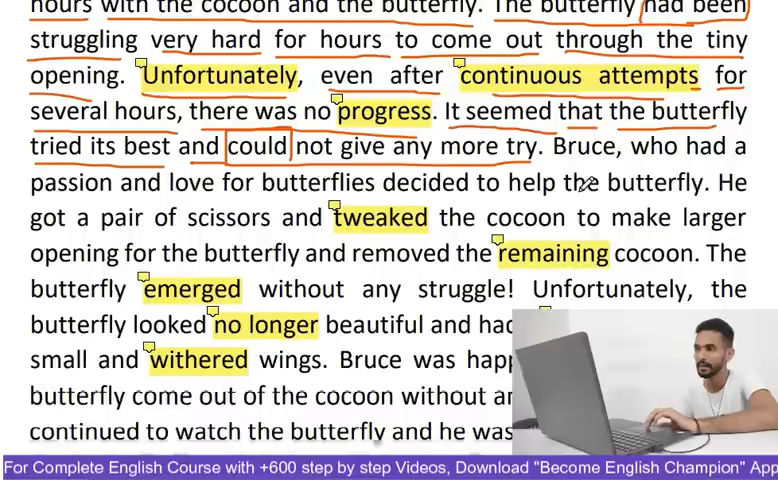 hours with the cocoon and the butterfly. The butterfly had been
struggling very hard for hours to come out through the tiny
opening. Unfortunately, even after continuous attempts for
several hours, there was no progress. It seemed that the butterfly
tried its best and could not give any more try. Bruce, who had a
passion and love for butterflies decided to help the butterfly. He
got a pair of scissors and tweaked the cocoon to make larger
opening for the butterfly and removed the remaining cocoon. The
butterfly emerged without any struggle! Unfortunately, the
butterfly looked no longer beautiful and had
small and withered wings. Bruce was
butterfly come out of the cocoon without
continued to watch the butterfly and he was
For Complete English Course with +600 step by step Videos, Download "Become English Champion" App